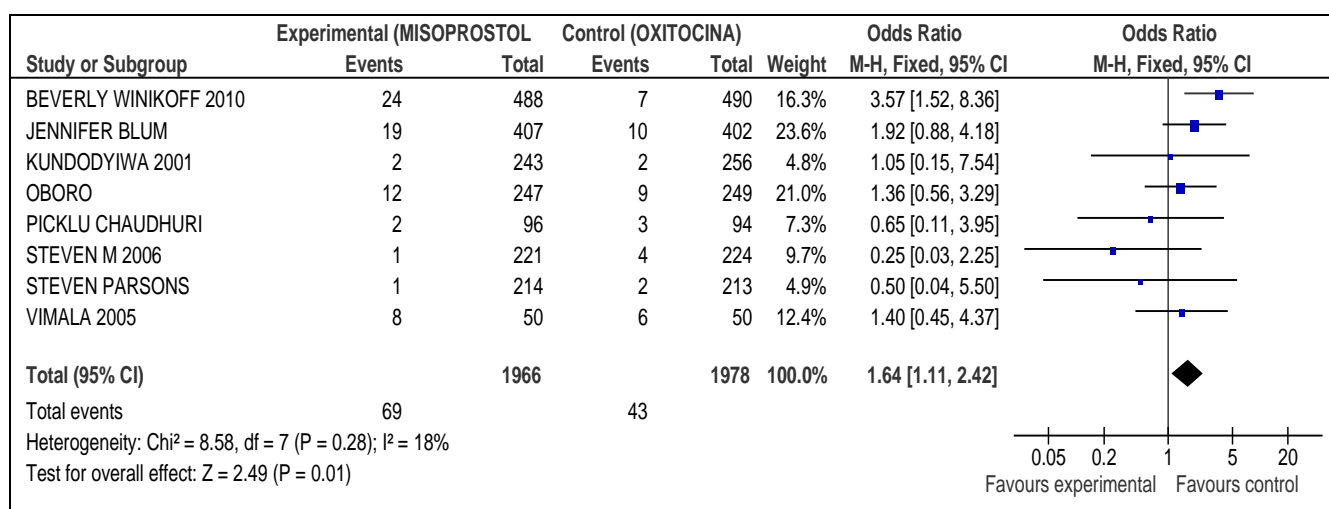 Experimental (MISOPROSTOL Control (OXITOCINA) Odds Ratio Odds Ratio
Study or Subgroup Events Total Events Total Weight M-H, Fixed, 95% CI M-H, Fixed, 95% CI
BEVERLY WINIKOFF 2010 24 488 7 490 16.3% 3.57 [1.52, 8.36]
JENNIFER BLUM 19 407 10 402 23.6% 1.92 [0.88, 4.18]
KUNDODYIWA 2001 2 243 2 256 4.8% 1.05 [0.15, 7.54]
OBORO 12 247 9 249 21.0% 1.36 [0.56, 3.29]
PICKLU CHAUDHURI 2 96 3 94 7.3% 0.65 [0.11, 3.95]
STEVEN M 2006 1 221 4 224 9.7% 0.25 [0.03, 2.25]
STEVEN PARSONS 1 214 2 213 4.9% 0.50 [0.04, 5.50]
VIMALA 2005 8 50 6 50 12.4% 1.40 [0.45, 4.37]
Total (95% CI) 1966 1978 100.0% 1.64 [1.11, 2.42]
Total events 69 43
Heterogeneity: Chi² = 8.58, df = 7 (P = 0.28); I² = 18%
Test for overall effect: Z = 2.49 (P = 0.01)
0.05 0.2 1 5 20
Favours experimental Favours control